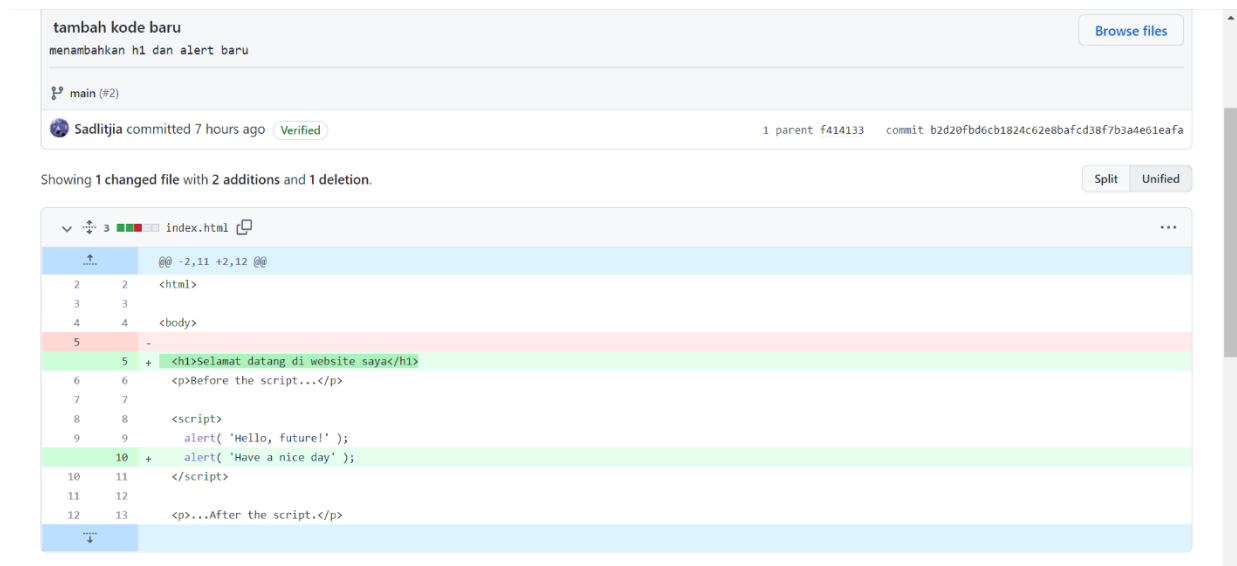 tambah kode baru
Browse files
menambahkan h1 dan alert baru
main (#2)
Sadlitjia committed 7 hours ago Verified 1 parent f414133 commit b2d20fbd6cb1824c62e8bafcd38f7b3a4e61eafa
Showing 1 changed file with 2 additions and 1 deletion. Split Unified
3 index.html ...
@@ -2,11 +2,12 @@
2 2 <html>
3 3
4 4 <body>
5 -
5 + <h1>Selamat datang di website saya</h1>
6 6 <p>Before the script...</p>
7 7
8 8 <script>
9 9 alert( 'Hello, future!' );
10 + alert( 'Have a nice day' );
10 11 </script>
11 12
12 13 <p>...After the script.</p>